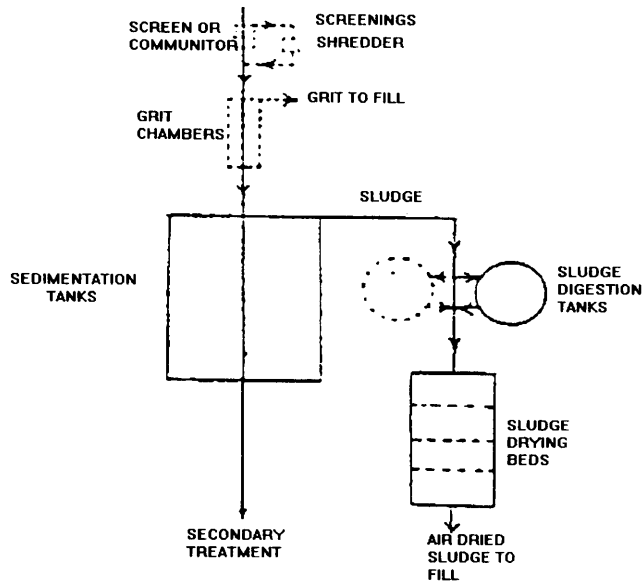 SCREEN OR
COMMUNITOR
SCREENINGS
SHREDDER
GRIT TO FILL
GRIT
CHAMBERS
SLUDGE
SEDIMENTATION
TANKS
SLUDGE
DIGESTION
TANKS
SLUDGE
DRYING
BEDS
SECONDARY
TREATMENT
AIR DRIED
SLUDGE TO
FILL